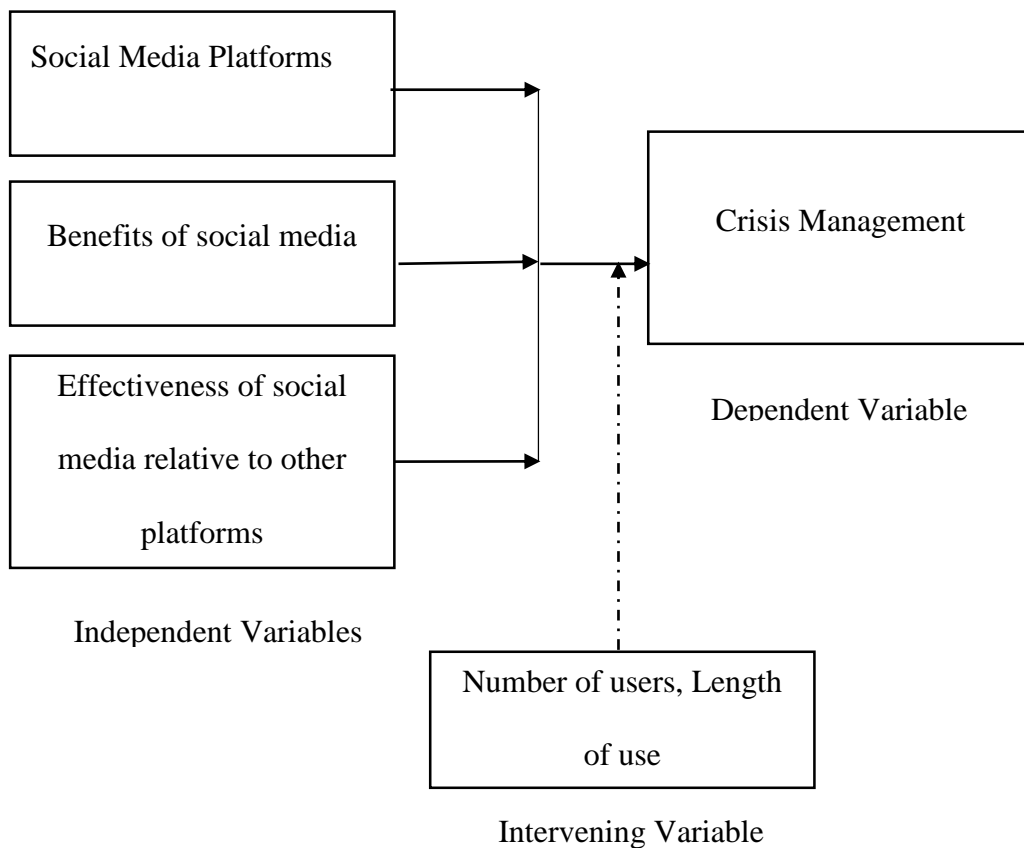 Social Media Platforms
Benefits of social media
Crisis Management
Effectiveness of social
media relative to other
platforms
Dependent Variable
Independent Variables
Number of users, Length
of use
Intervening Variable